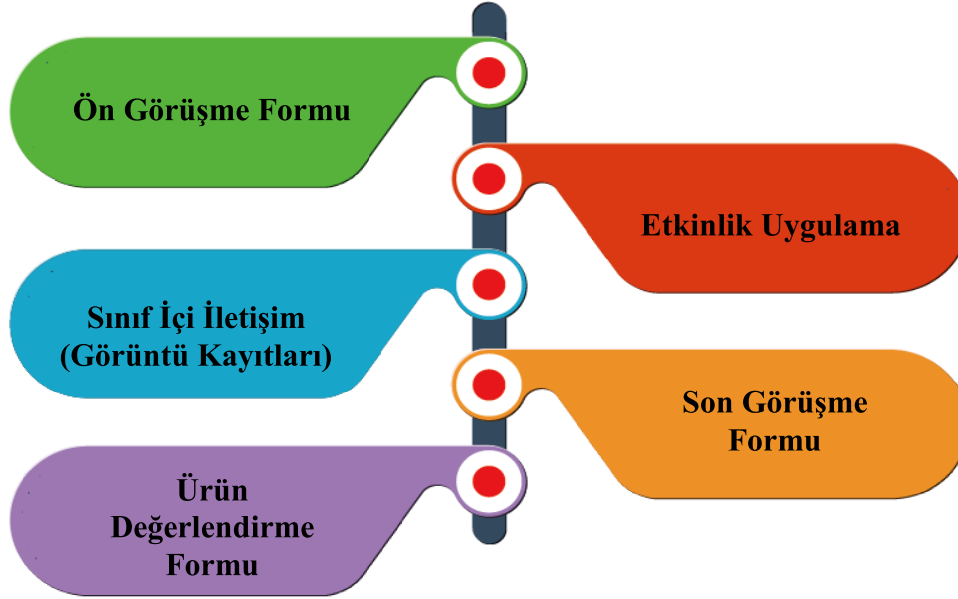 Ön Görüşme Formu
Etkinlik Uygulama
Sınıf İçi İletişim
(Görüntü Kayıtları)
Son Görüşme
Formu
Ürün
Değerlendirme
Formu